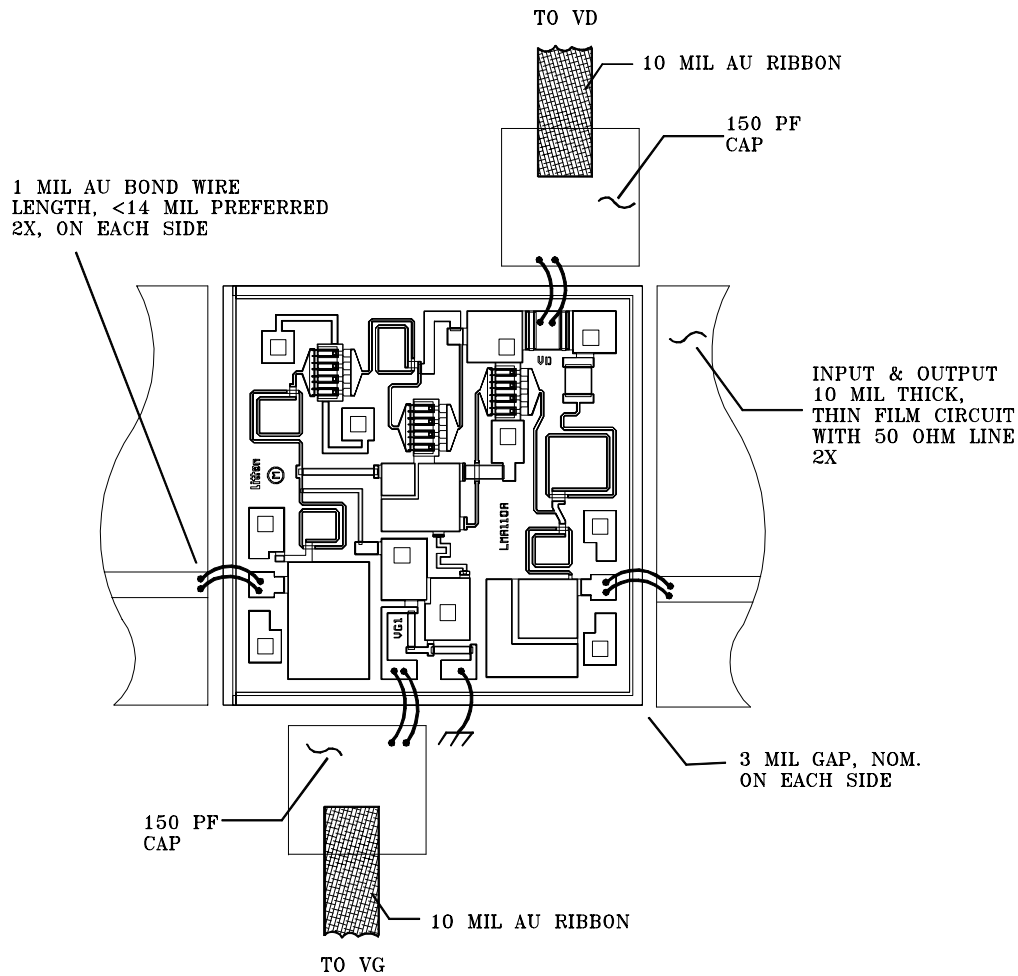 TO VD
10 MIL AU RIBBON
150 PF
CAP
1 MIL AU BOND WIRE
LENGTH, <14 MIL PREFERRED
2X, ON EACH SIDE
VD
INPUT & OUTPUT
10 MIL THICK,
THIN FILM CIRCUIT
WITH 50 OHM LINE
2X
M
LMA110A
VG1
3 MIL GAP, NOM.
ON EACH SIDE
150 PF
CAP
10 MIL AU RIBBON
TO VG